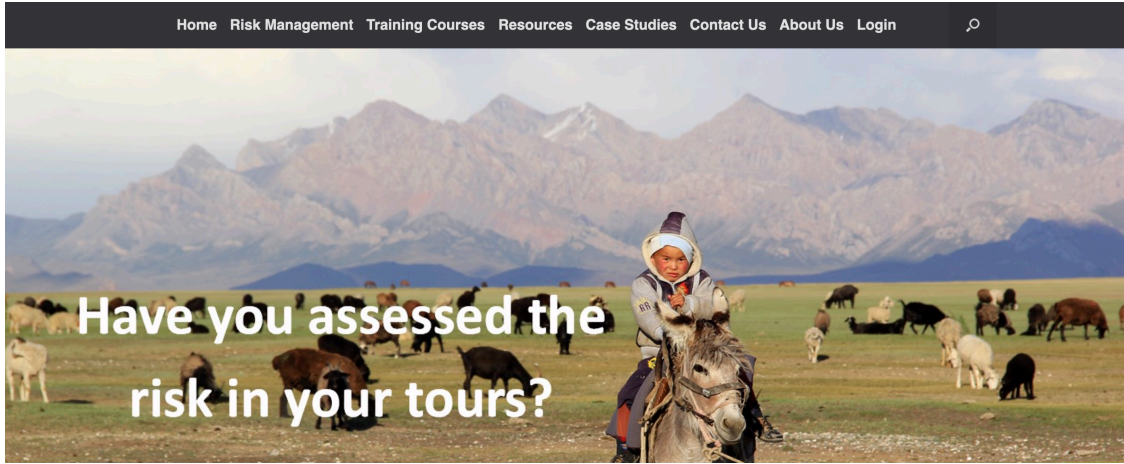 Home Risk Management Training Courses Resources Case Studies Contact Us About Us Login
Have you assessed the
risk in your tours?